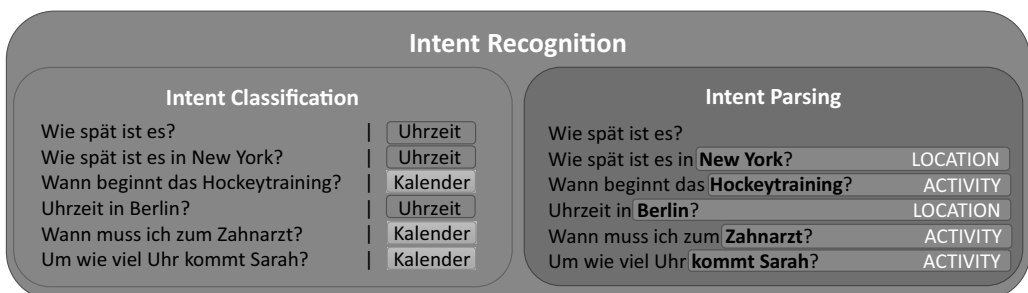 Intent Recognition
Intent Classification
Wie spät ist es? | Uhrzeit
Wie spät ist es in New York? | Uhrzeit
Wann beginnt das Hockeytraining? | Kalender
Uhrzeit in Berlin? | Uhrzeit
Wann muss ich zum Zahnarzt? | Kalender
Um wie viel Uhr kommt Sarah? | Kalender
Intent Parsing
Wie spät ist es?
Wie spät ist es in New York? LOCATION
Wann beginnt das Hockeytraining? ACTIVITY
Uhrzeit in Berlin? LOCATION
Wann muss ich zum Zahnarzt? ACTIVITY
Um wie viel Uhr kommt Sarah? ACTIVITY